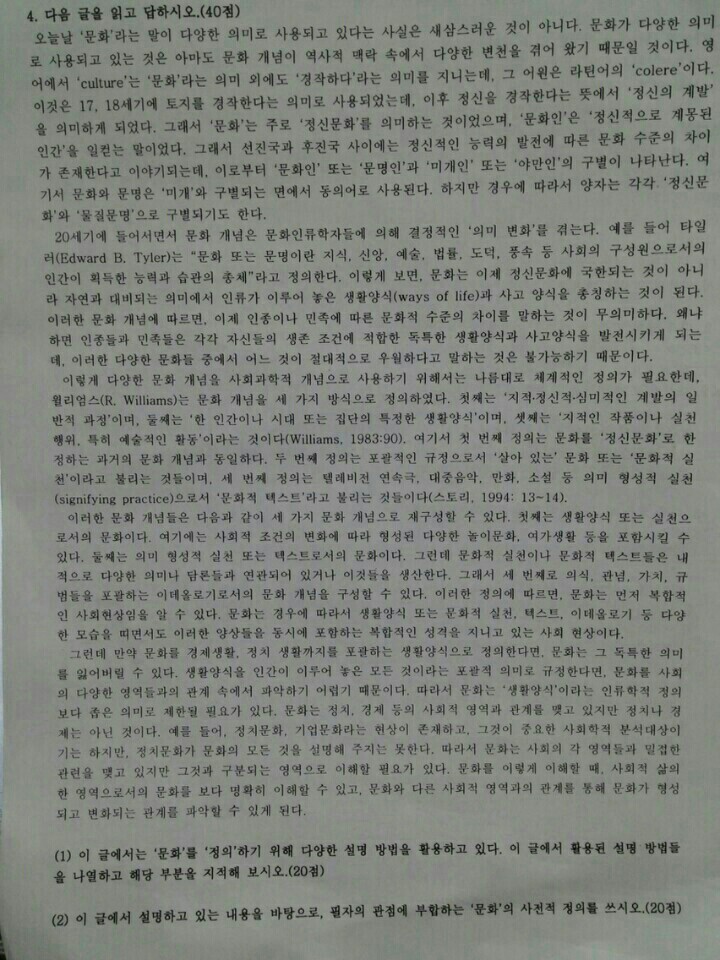 4. 다음 글을 읽고 답하시오.(40점)
오늘날 '문화'라는 말이 다양한 의미로 사용되고 있다는 사실은 새삼스러운 것이 아니다. 문화가 다양한 의미
로 사용되고 있는 것은 아마도 문화 개념이 역사적 맥락 속에서 다양한 변천을 겪어 왔기 때문일 것이다. 영
어에서 'culture'는 '문화'라는 의미 외에도 '경작하다'라는 의미를 지니는데, 그 어원은 라틴어의 'colere'이다.
이것은 17, 18세기에 토지를 경작한다는 의미로 사용되었는데, 이후 정신을 경작한다는 뜻에서 '정신의 계발'
을 의미하게 되었다. 그래서 '문화'는 주로 '정신문화'를 의미하는 것이었으며, '문화인'은 '정신적으로 계몽된
인간'을 일컫는 말이었다. 그래서 선진국과 후진국 사이에는 정신적인 능력의 발전에 따른 문화 수준의 차이
가 존재한다고 이야기되는데, 이로부터 '문화인' 또는 '문명인'과 '미개인' 또는 '야만인'의 구별이 나타난다. 여
기서 문화와 문명은 '미개'와 구별되는 면에서 동의어로 사용된다. 하지만 경우에 따라서 양자는 각각 '정신문
화'와 '물질문명'으로 구별되기도 한다.
20세기에 들어서면서 문화 개념은 문화인류학자들에 의해 결정적인 '의미 변화'를 겪는다. 예를 들어 타일
러(Edward B. Tyler)는 "문화 또는 문명이란 지식, 신앙, 예술, 법률, 도덕, 풍속 등 사회의 구성원으로서의
인간이 획득한 능력과 습관의 총체"라고 정의한다. 이렇게 보면, 문화는 이제 정신문화에 국한되는 것이 아니
라 자연과 대비되는 의미에서 인류가 이루어 놓은 생활양식(ways of life)과 사고 양식을 총칭하는 것이 된다.
이러한 문화 개념에 따르면, 이제 인종이나 민족에 따른 문화적 수준의 차이를 말하는 것이 무의미하다. 왜냐
하면 인종들과 민족들은 각각 자신들의 생존 조건에 적합한 독특한 생활양식과 사고양식을 발전시키게 되는
데, 이러한 다양한 문화들 중에서 어느 것이 절대적으로 우월하다고 말하는 것은 불가능하기 때문이다.
이렇게 다양한 문화 개념을 사회과학적 개념으로 사용하기 위해서는 나름대로 체계적인 정의가 필요한데,
윌리엄스(R. Williams)는 문화 개념을 세 가지 방식으로 정의하였다. 첫째는 '지적·정신적·심미적인 계발의 일
반적 과정'이며, 둘째는 '한 인간이나 시대 또는 집단의 특정한 생활양식'이며, 셋째는 '지적인 작품이나 실천
행위, 특히 예술적인 활동'이라는 것이다(Williams, 1983:90). 여기서 첫 번째 정의는 문화를 '정신문화'로 한
정하는 과거의 문화 개념과 동일하다. 두 번째 정의는 포괄적인 규정으로서 '살아 있는' 문화 또는 '문화적 실
천'이라고 불리는 것들이며, 세 번째 정의는 텔레비전 연속극, 대중음악, 만화, 소설 등 의미 형성적 실천
(signifying practice)으로서 '문화적 텍스트'라고 불리는 것들이다(스토리, 1994: 13~14).
이러한 문화 개념들은 다음과 같이 세 가지 문화 개념으로 재구성할 수 있다. 첫째는 생활양식 또는 실천으
로서의 문화이다. 여기에는 사회적 조건의 변화에 따라 형성된 다양한 놀이문화, 여가생활 등을 포함시킬 수
있다. 둘째는 의미 형성적 실천 또는 텍스트로서의 문화이다. 그런데 문화적 실천이나 문화적 텍스트들은 내
적으로 다양한 의미나 담론들과 연관되어 있거나 이것들을 생산한다. 그래서 세 번째로 의식, 관념, 가치, 규
범들을 포괄하는 이데올로기로서의 문화 개념을 구성할 수 있다. 이러한 정의에 따르면, 문화는 먼저 복합적
인 사회현상임을 알 수 있다. 문화는 경우에 따라서 생활양식 또는 문화적 실천, 텍스트, 이데올로기 등 다양
한 모습을 띠면서도 이러한 양상들을 동시에 포함하는 복합적인 성격을 지니고 있는 사회 현상이다.
그런데 만약 문화를 경제생활, 정치 생활까지를 포괄하는 생활양식으로 정의한다면, 문화는 그 독특한 의미
를 잃어버릴 수 있다. 생활양식을 인간이 이루어 놓은 모든 것이라는 포괄적 의미로 규정한다면, 문화를 사회
의 다양한 영역들과의 관계 속에서 파악하기 어렵기 때문이다. 따라서 문화는 '생활양식'이라는 인류학적 정의
보다 좁은 의미로 제한될 필요가 있다. 문화는 정치, 경제 등의 사회적 영역과 관계를 맺고 있지만 정치나 경
제는 아닌 것이다. 예를 들어, 정치문화, 기업문화라는 현상이 존재하고, 그것이 중요한 사회학적 분석대상이
기는 하지만, 정치문화가 문화의 모든 것을 설명해 주지는 못한다. 따라서 문화는 사회의 각 영역들과 밀접한
관련을 맺고 있지만 그것과 구분되는 영역으로 이해할 필요가 있다. 문화를 이렇게 이해할 때, 사회적 삶의
한 영역으로서의 문화를 보다 명확히 이해할 수 있고, 문화와 다른 사회적 영역과의 관계를 통해 문화가 형성
되고 변화되는 관계를 파악할 수 있게 된다.
(1) 이 글에서는 '문화'를 '정의'하기 위해 다양한 설명 방법을 활용하고 있다. 이 글에서 활용된 설명 방법들
을 나열하고 해당 부분을 지적해 보시오.(20점)
(2) 이 글에서 설명하고 있는 내용을 바탕으로, 필자의 관점에 부합하는 '문화'의 사전적 정의를 쓰시오.(20점)